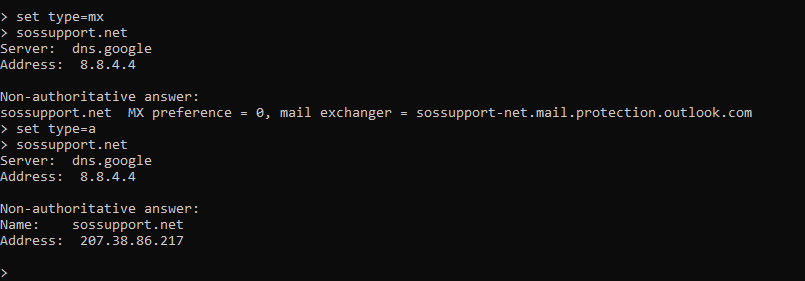 > set type=mx
> sossupport.net
Server:  dns.google
Address:  8.8.4.4
Non-authoritative answer:
sossupport.net  MX preference = 0, mail exchanger = sossupport-net.mail.protection.outlook.com
> set type=a
> sossupport.net
Server:  dns.google
Address:  8.8.4.4
Non-authoritative answer:
Name:    sossupport.net
Address:  207.38.86.217
>